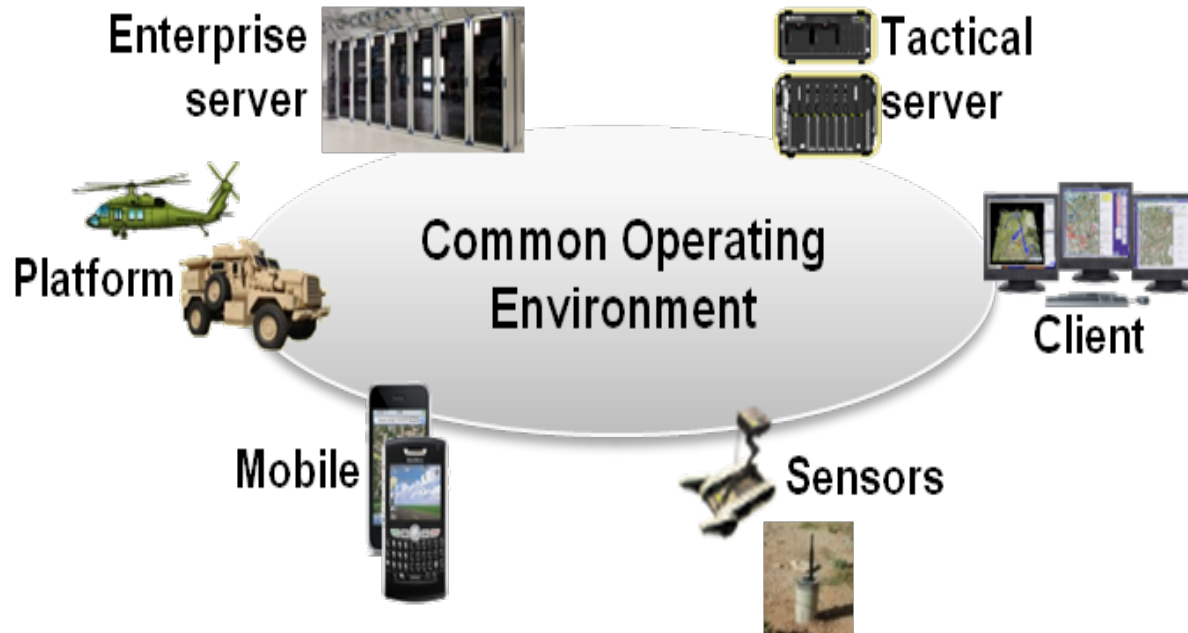 Enterprise
server
Tactical
server
Platform
Common Operating
Environment
Client
Mobile
Sensors